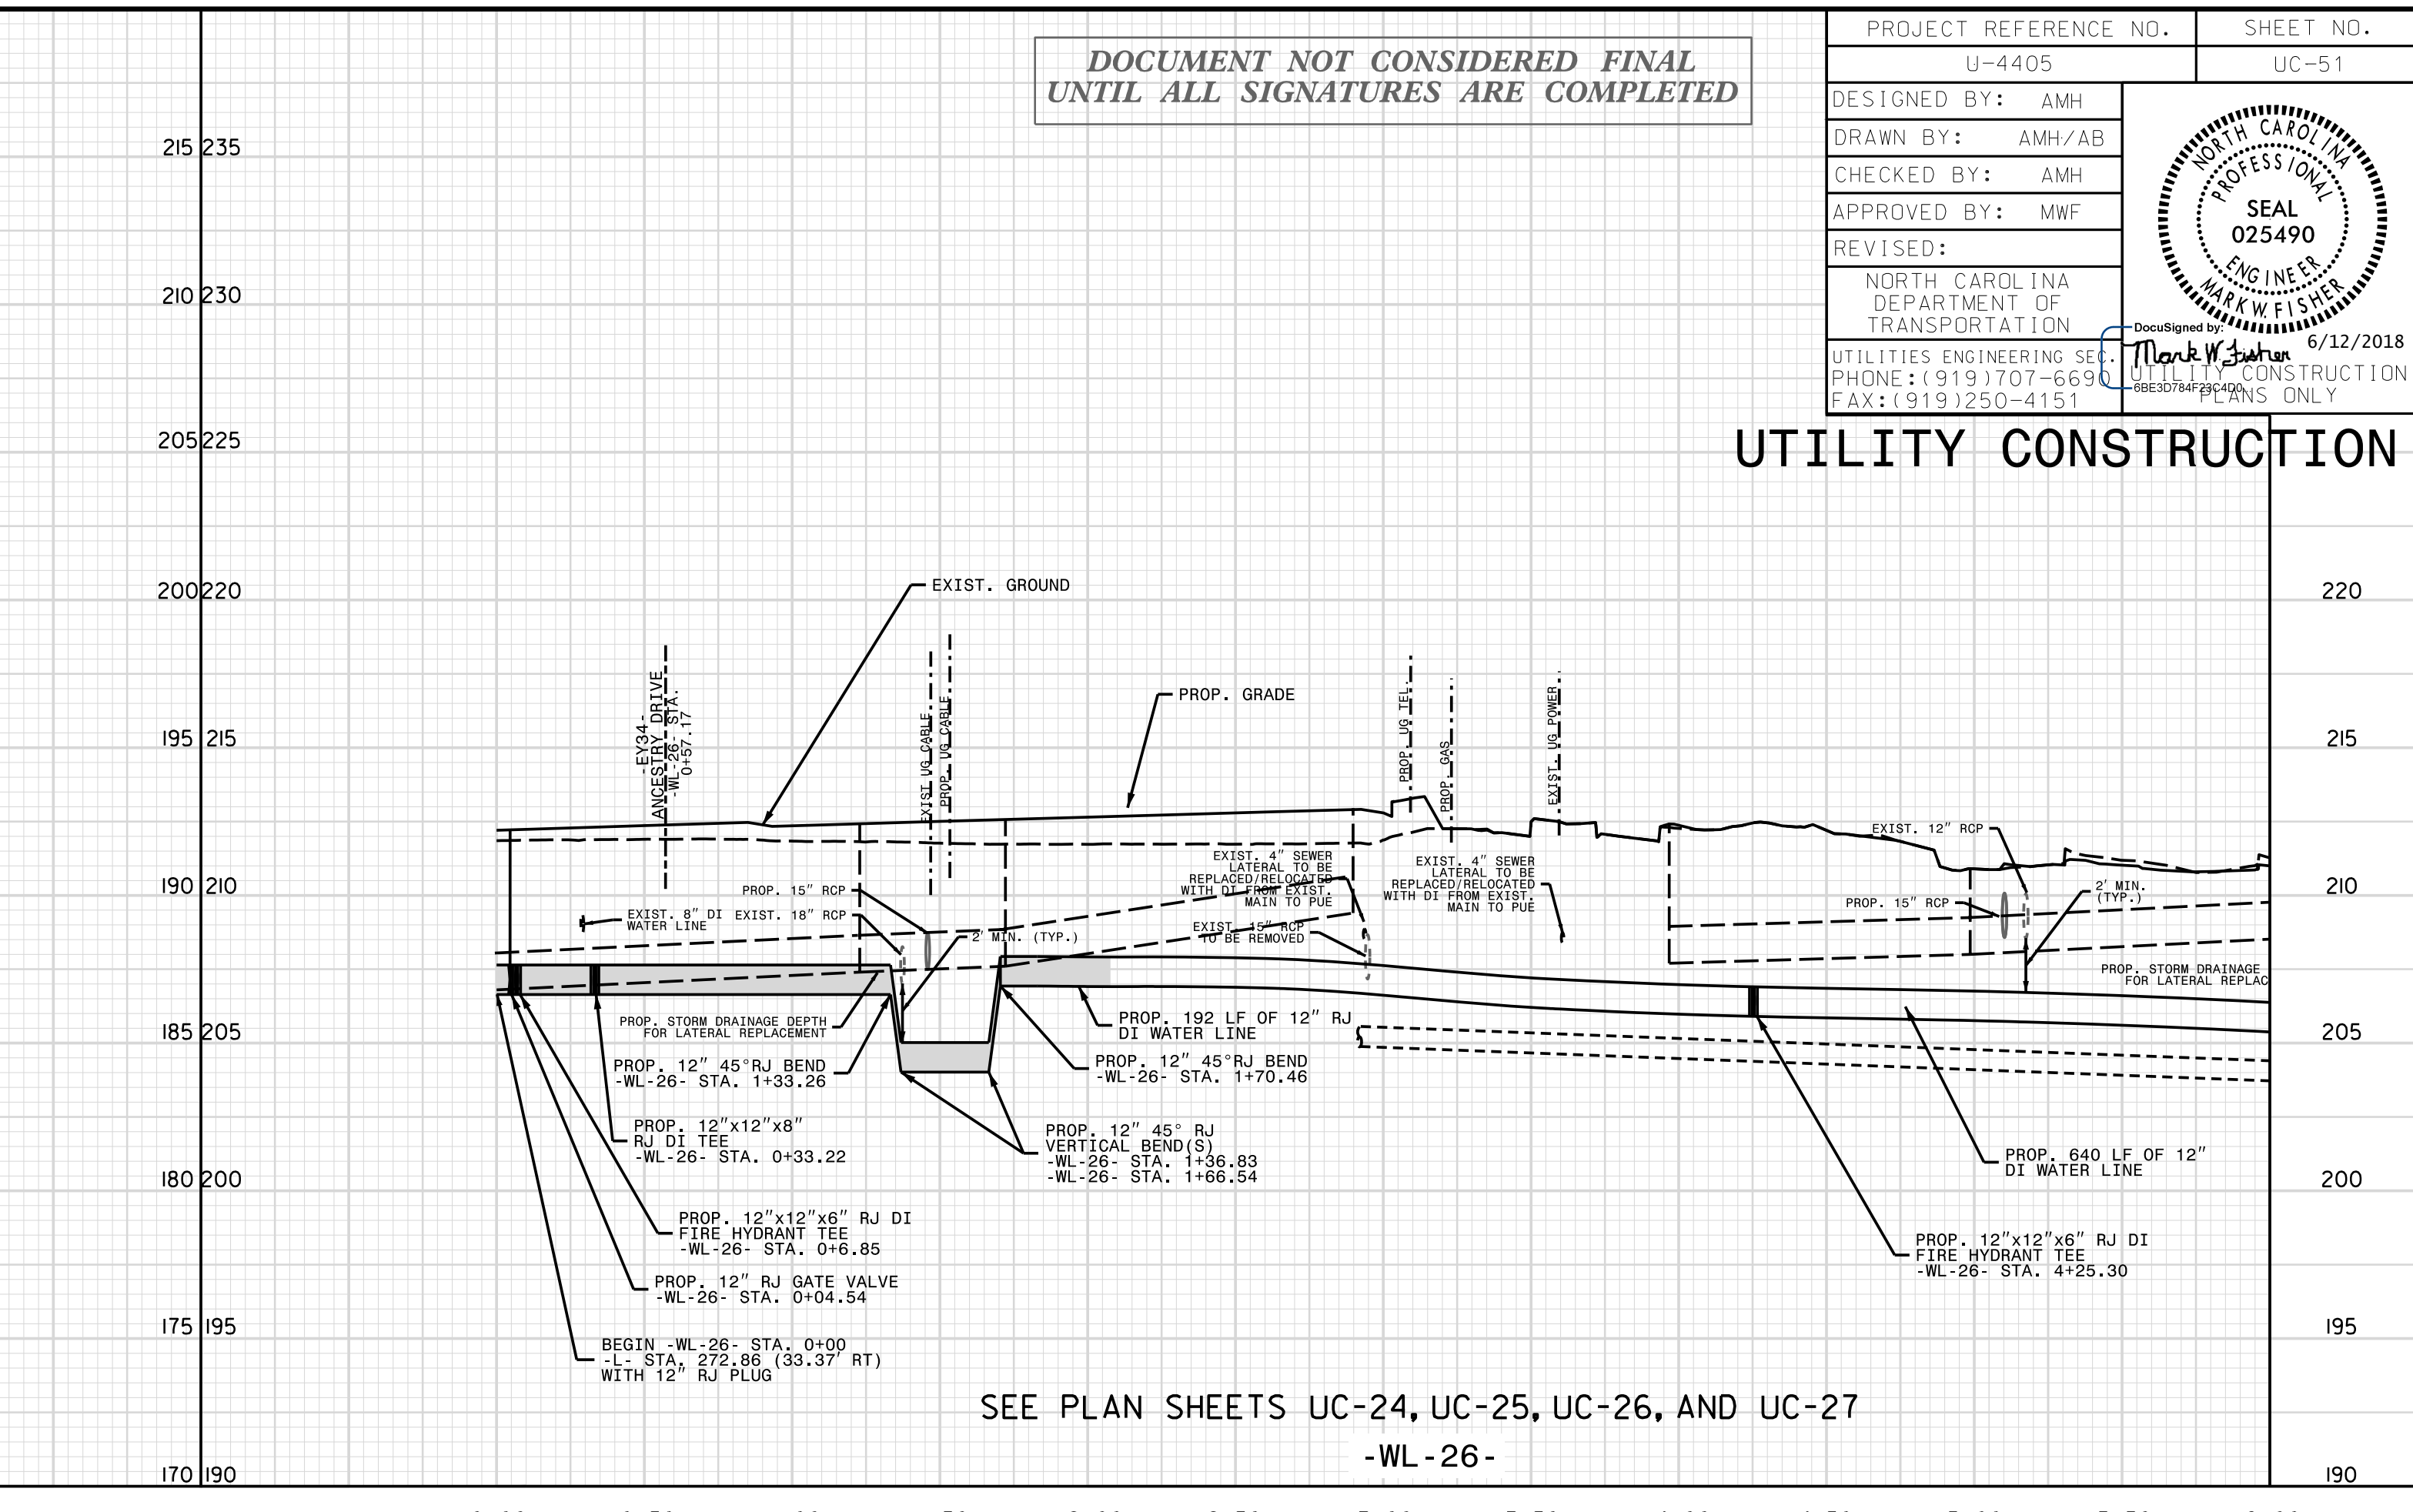 DOCUMENT NOT CONSIDERED FINAL
UNTIL ALL SIGNATURES ARE COMPLETED
PROJECT REFERENCE NO.
SHEET NO.
U-4405
UC-51
DESIGNED BY: AMH
DRAWN BY: AMH/AB
CHECKED BY: AMH
APPROVED BY: MWF
REVISED:
NORTH CAROLINA
DEPARTMENT OF
TRANSPORTATION
UTILITIES ENGINEERING SEC.
PHONE:(919)707-6690
FAX:(919)250-4151
NORTH CAROLINA
PROFESSIONAL
SEAL
025490
ENGINEER
MARK W. FISHER
DocuSigned by:
Mark W. Fisher
6/12/2018
6BE3D784F23C4D0...
UTILITY CONSTRUCTION
PLANS ONLY
UTILITY CONSTRUCTION
215 235
210 230
205 225
200 220
220
195 215
215
190 210
210
185 205
205
180 200
200
175 195
195
170 190
190
EXIST. GROUND
PROP. GRADE
-EY34-
ANCESTRY DRIVE
-WL-26- STA.
0+57.17
EXIST UG CABLE
PROP. UG CABLE
PROP. UG TEL.
PROP. GAS
EXIST. UG POWER
EXIST. 12" RCP
PROP. 15" RCP
2' MIN.
(TYP.)
PROP. 15" RCP
EXIST. 18" RCP
EXIST. 8" DI
WATER LINE
2' MIN. (TYP.)
EXIST. 4" SEWER
LATERAL TO BE
REPLACED/RELOCATED
WITH DI FROM EXIST.
MAIN TO PUE
EXIST. 4" SEWER
LATERAL TO BE
REPLACED/RELOCATED
WITH DI FROM EXIST.
MAIN TO PUE
EXIST. 15" RCP
TO BE REMOVED
PROP. STORM DRAINAGE
FOR LATERAL REPLAC
PROP. STORM DRAINAGE DEPTH
FOR LATERAL REPLACEMENT
PROP. 12" 45°RJ BEND
-WL-26- STA. 1+33.26
PROP. 192 LF OF 12" RJ
DI WATER LINE
PROP. 12" 45°RJ BEND
-WL-26- STA. 1+70.46
PROP. 12"x12"x8"
RJ DI TEE
-WL-26- STA. 0+33.22
PROP. 12" 45° RJ
VERTICAL BEND(S)
-WL-26- STA. 1+36.83
-WL-26- STA. 1+66.54
PROP. 640 LF OF 12"
DI WATER LINE
PROP. 12"x12"x6" RJ DI
FIRE HYDRANT TEE
-WL-26- STA. 0+6.85
PROP. 12"x12"x6" RJ DI
FIRE HYDRANT TEE
-WL-26- STA. 4+25.30
PROP. 12" RJ GATE VALVE
-WL-26- STA. 0+04.54
BEGIN -WL-26- STA. 0+00
-L- STA. 272.86 (33.37' RT)
WITH 12" RJ PLUG
SEE PLAN SHEETS UC-24, UC-25, UC-26, AND UC-27
-WL-26-